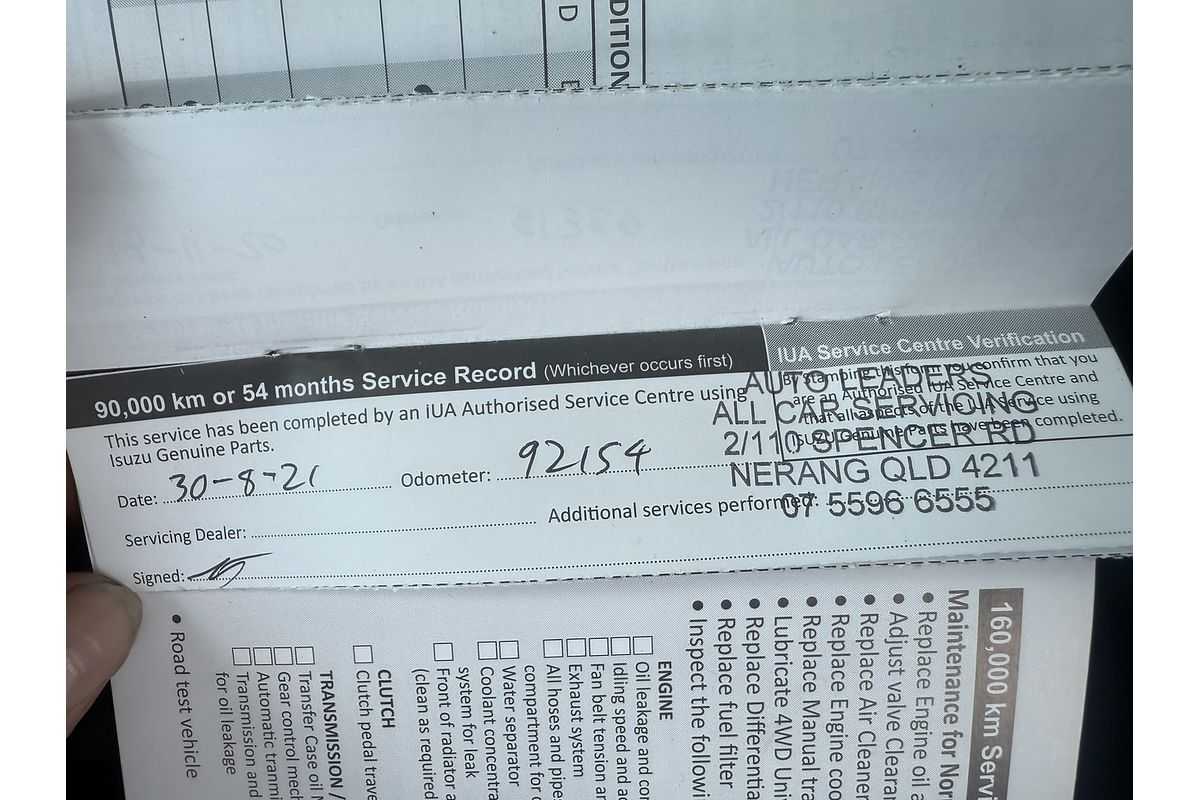 DITION
D
E
90,000 km or 54 months Service Record (Whichever occurs first)
IUA Service Centre Verification
This service has been completed by an iUA Authorised Service Centre using
Isuzu Genuine Parts.
By stamping this form you confirm that you
are an Authorised IUA Service Centre and
that all aspects of the IUA Service using
Isuzu Genuine Parts have been completed.
AUTO LEADERS
ALL CAR SERVICING
2/110 SPENCER RD
NERANG QLD 4211
07 5596 6555
Date: 30-8-21
Odometer: 92154
Servicing Dealer:
Additional services performed:
Signed:
160,000 km Servi
Maintenance for Nor
• Replace Engine oil a
• Adjust valve Clearan
• Replace Air Cleaner
• Replace Engine coo
• Replace Manual tra
• Lubricate 4WD Uni
• Replace Differentia
• Replace fuel filter
• Inspect the followi
ENGINE
Oil leakage and co
Idling speed and a
Fan belt tension a
Exhaust system
All hoses and pipe
compartment for
Water separator
Coolant concentra
system for leak
Front of radiator a
(clean as required
CLUTCH
Clutch pedal trave
TRANSMISSION /
Transfer Case oil
Gear control mech
Automatic transmi
Transmission and
for oil leakage
• Road test vehicle